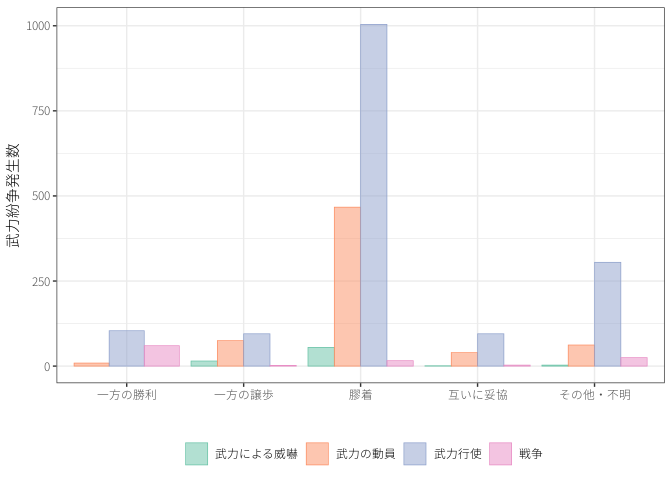 武力紛争発生数
1000
750
500
250
0
一方の勝利 一方の譲歩 膠着 互いに妥協 その他・不明
武力による威嚇 武力の動員 武力行使 戦争